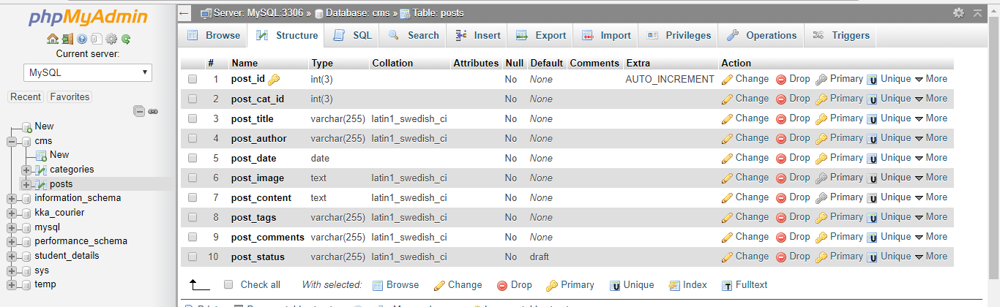 phpMyAdmin
Current server:
MySQL
Recent Favorites
New
cms
New
categories
posts
information_schema
kka_courier
mysql
performance_schema
student_details
sys
temp
Server: MySQL:3306 » Database: cms » Table: posts
Browse Structure SQL Search Insert Export Import Privileges Operations Triggers
# Name Type Collation Attributes Null Default Comments Extra Action
1 post_id int(3) No None AUTO_INCREMENT Change Drop Primary Unique More
2 post_cat_id int(3) No None Change Drop Primary Unique More
3 post_title varchar(255) latin1_swedish_ci No None Change Drop Primary Unique More
4 post_author varchar(255) latin1_swedish_ci No None Change Drop Primary Unique More
5 post_date date No None Change Drop Primary Unique More
6 post_image text latin1_swedish_ci No None Change Drop Primary Unique More
7 post_content text latin1_swedish_ci No None Change Drop Primary Unique More
8 post_tags varchar(255) latin1_swedish_ci No None Change Drop Primary Unique More
9 post_comments varchar(255) latin1_swedish_ci No None Change Drop Primary Unique More
10 post_status varchar(255) latin1_swedish_ci No draft Change Drop Primary Unique More
Check all With selected: Browse Change Drop Primary Unique Index Fulltext